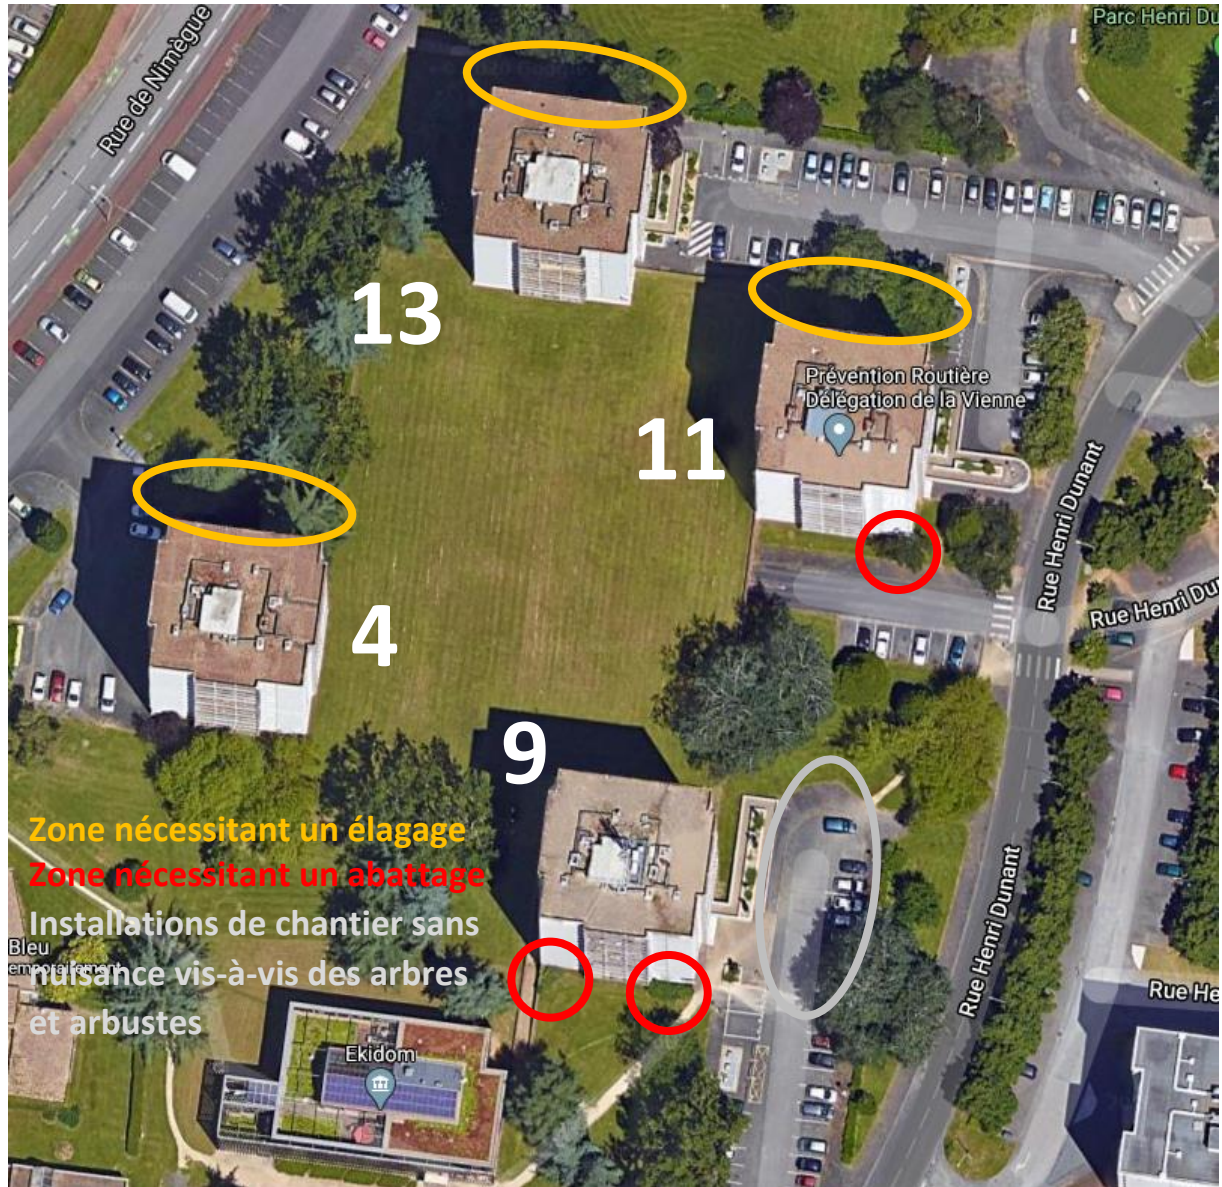 Parc Henri Du
Rue de Nimègue
13
Prévention Routière
Délégation de la Vienne
11
Rue Henri Dunant
Rue Henri Du
4
9
Zone nécessitant un élagage
Zone nécessitant un abattage
Installations de chantier sans
Bleu
emporairement
nuisance vis-à-vis des arbres
et arbustes
Rue Henri Dunant
Rue He
Ekidom